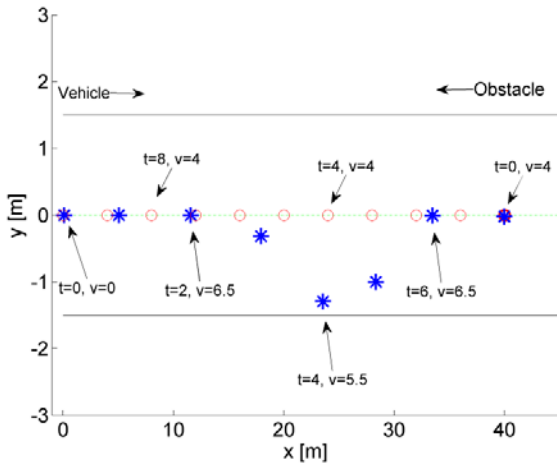 3
2
Vehicle
Obstacle
1
t=8, v=4
t=4, v=4
t=0, v=4
y [m]
0
t=0, v=0
t=2, v=6.5
t=6, v=6.5
-1
t=4, v=5.5
-2
-3
0 10 20 30 40
x [m]